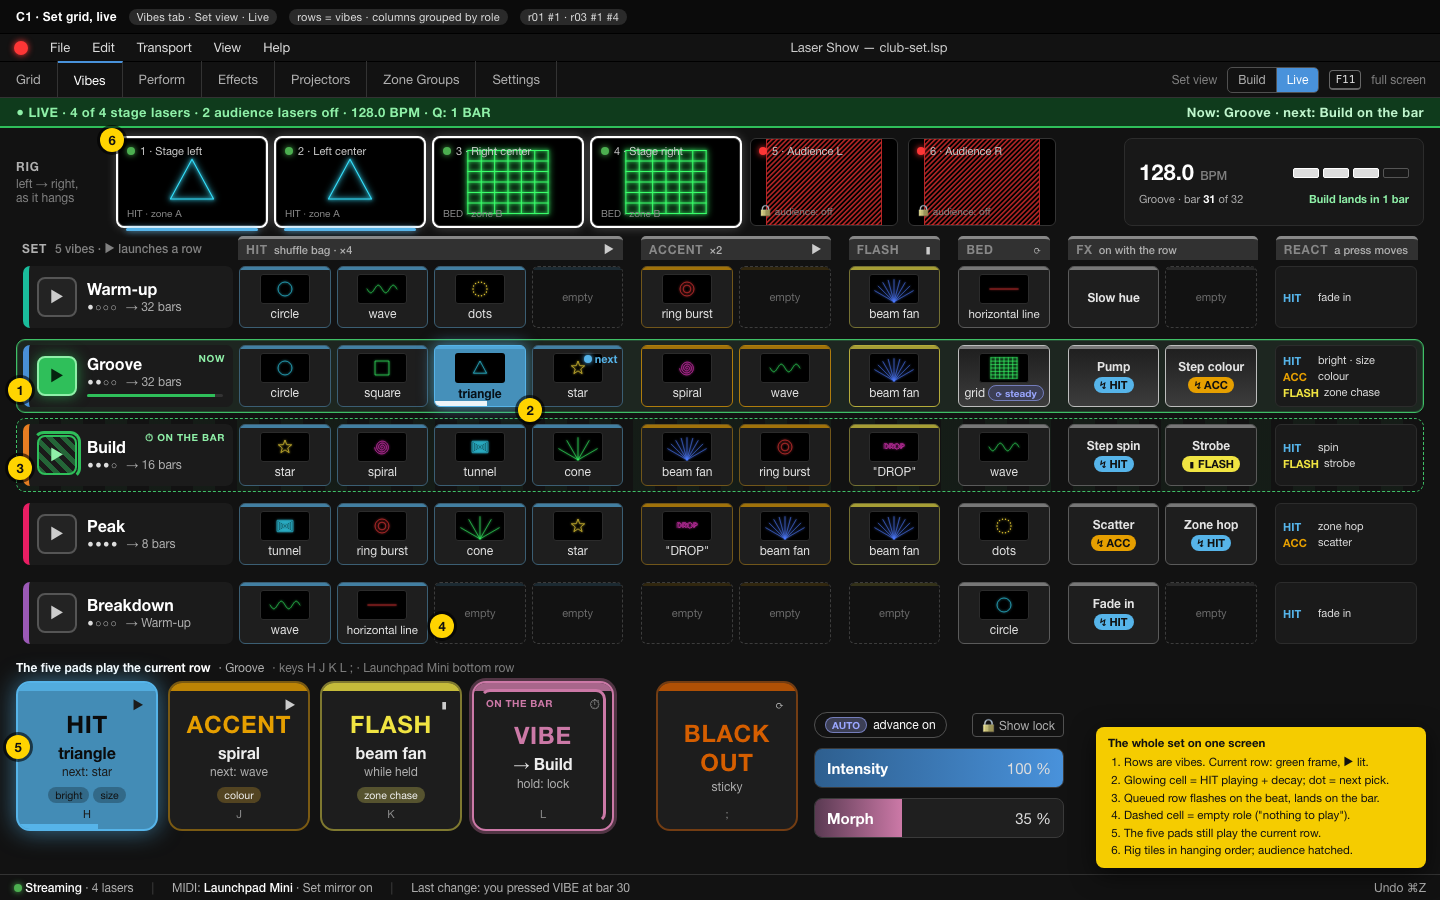 C1 · Set grid, live
Vibes tab · Set view · Live
rows = vibes · columns grouped by role
r01 #1 · r03 #1 #4
File Edit Transport View Help
Laser Show — club-set.lsp
Grid Vibes Perform Effects Projectors Zone Groups Settings
Set view Build Live F11 full screen
● LIVE · 4 of 4 stage lasers · 2 audience lasers off · 128.0 BPM · Q: 1 BAR
Now: Groove · next: Build on the bar
6
RIG
left → right,
as it hangs
1 · Stage left
HIT · zone A
2 · Left center
HIT · zone A
3 · Right center
BED · zone B
4 · Stage right
BED · zone B
5 · Audience L
audience: off
6 · Audience R
audience: off
128.0 BPM
Groove · bar 31 of 32
Build lands in 1 bar
SET 5 vibes · ▶ launches a row
HIT shuffle bag · ×4 ▶
ACCENT ×2 ▶
FLASH ▮
BED ⟳
FX on with the row
REACT a press moves
Warm-up
●○○○ → 32 bars
circle wave dots empty
ring burst empty
beam fan
horizontal line
Slow hue empty
HIT fade in
1
Groove NOW
●●○○ → 32 bars
circle square triangle star
● next
2
spiral wave
beam fan
grid ⟳ steady
Pump
↯ HIT
Step colour
↯ ACC
HIT bright · size
ACC colour
FLASH zone chase
3
Build ⏱ ON THE BAR
●●●○ → 16 bars
star spiral tunnel cone
beam fan ring burst
DROP
"DROP"
wave
Step spin
↯ HIT
Strobe
▮ FLASH
HIT spin
FLASH strobe
Peak
●●●● → 8 bars
tunnel ring burst cone star
DROP
"DROP" beam fan
beam fan
dots
Scatter
↯ ACC
Zone hop
↯ HIT
HIT zone hop
ACC scatter
Breakdown
●○○○ → Warm-up
wave horizontal line empty empty
4
empty empty
empty
circle
Fade in
↯ HIT
empty
HIT fade in
The five pads play the current row · Groove · keys H J K L ; · Launchpad Mini bottom row
5
▶
HIT
triangle
next: star
bright size
H
▶
ACCENT
spiral
next: wave
colour
J
▮
FLASH
beam fan
while held
zone chase
K
ON THE BAR ⏱
VIBE
→ Build
hold: lock
L
⟳
BLACK
OUT
sticky
;
AUTO advance on
Show lock
Intensity 100 %
Morph 35 %
The whole set on one screen
1. Rows are vibes. Current row: green frame, ▶ lit.
2. Glowing cell = HIT playing + decay; dot = next pick.
3. Queued row flashes on the beat, lands on the bar.
4. Dashed cell = empty role ("nothing to play").
5. The five pads still play the current row.
6. Rig tiles in hanging order; audience hatched.
Streaming · 4 lasers
MIDI: Launchpad Mini · Set mirror on
Last change: you pressed VIBE at bar 30
Undo ⌘Z